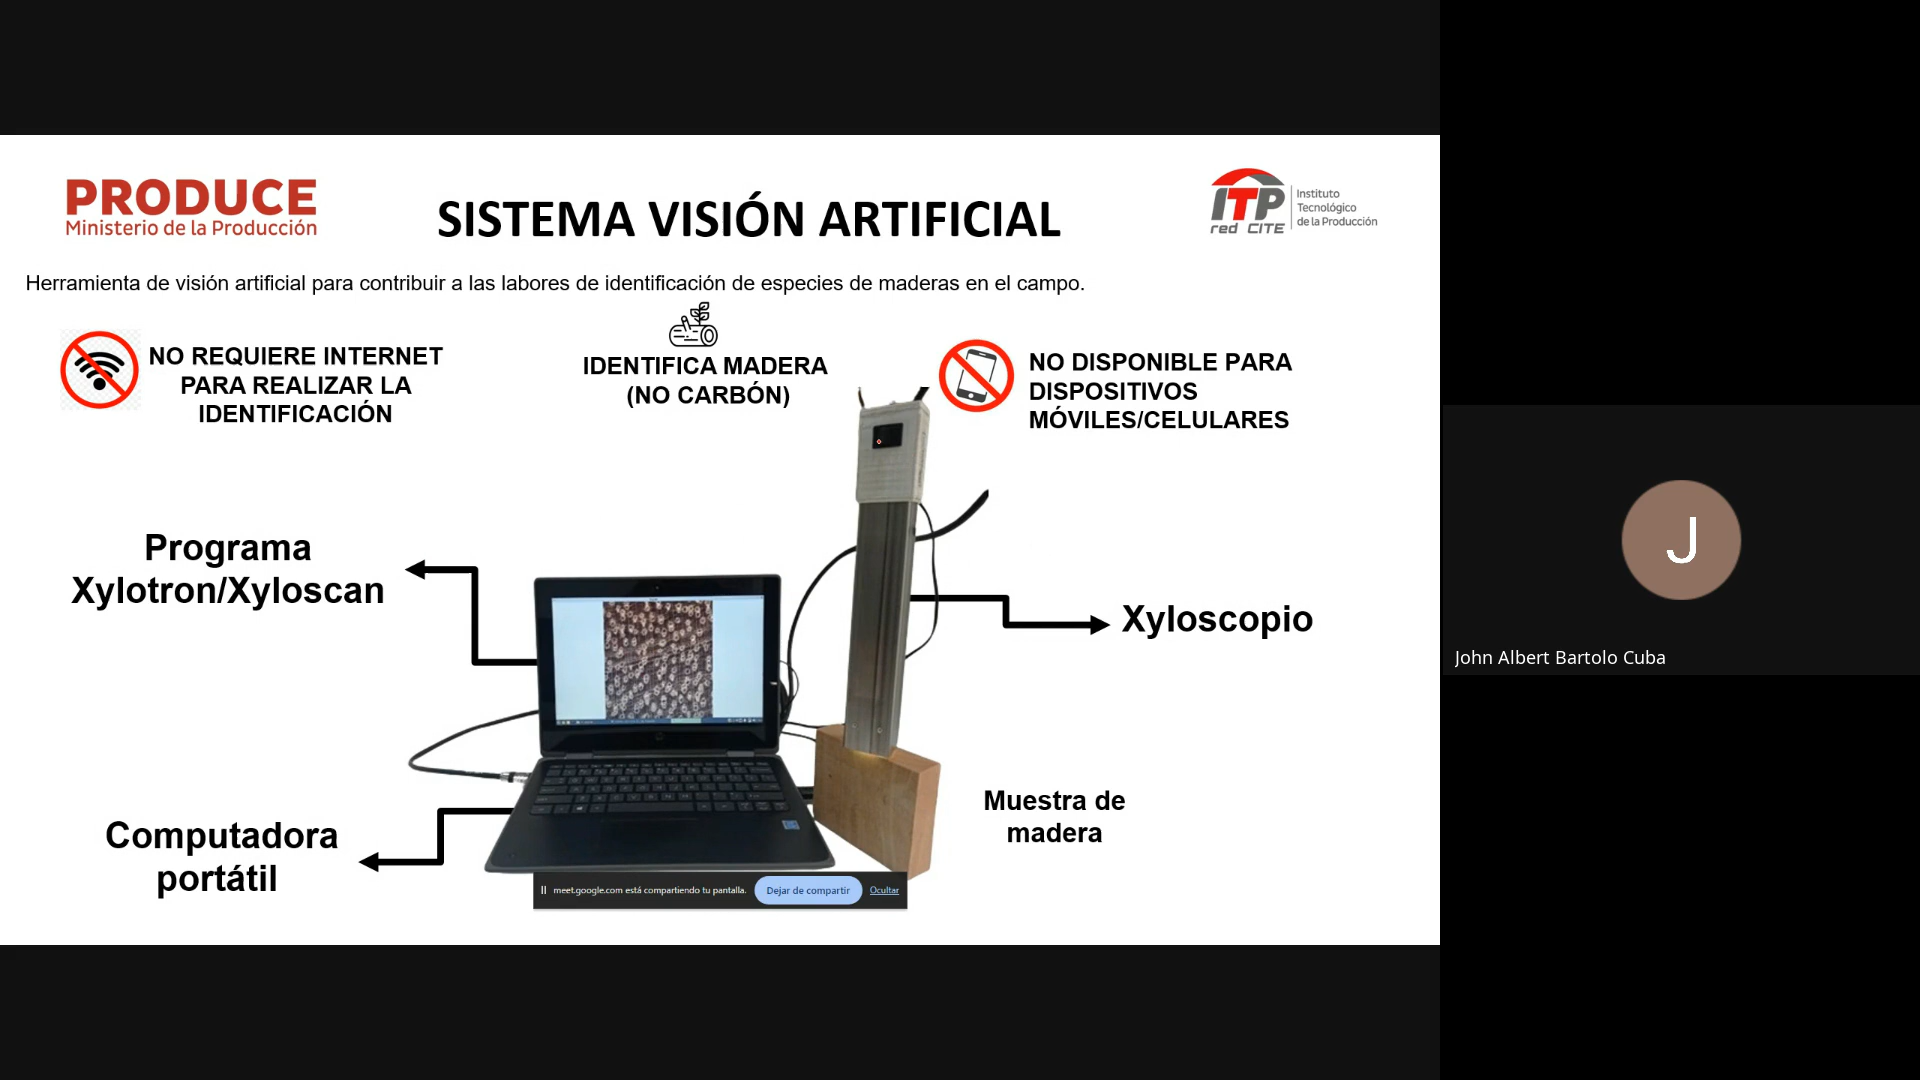 PRODUCE
Ministerio de la Producción
SISTEMA VISIÓN ARTIFICIAL
ITP
red CITE
Instituto
Tecnológico
de la Producción
Herramienta de visión artificial para contribuir a las labores de identificación de especies de maderas en el campo.
NO REQUIERE INTERNET
PARA REALIZAR LA
IDENTIFICACIÓN
IDENTIFICA MADERA
(NO CARBÓN)
NO DISPONIBLE PARA
DISPOSITIVOS
MÓVILES/CELULARES
Programa
Xylotron/Xyloscan
Xyloscopio
Computadora
portátil
Muestra de
madera
meet.google.com está compartiendo tu pantalla.
Dejar de compartir
Ocultar
J
John Albert Bartolo Cuba